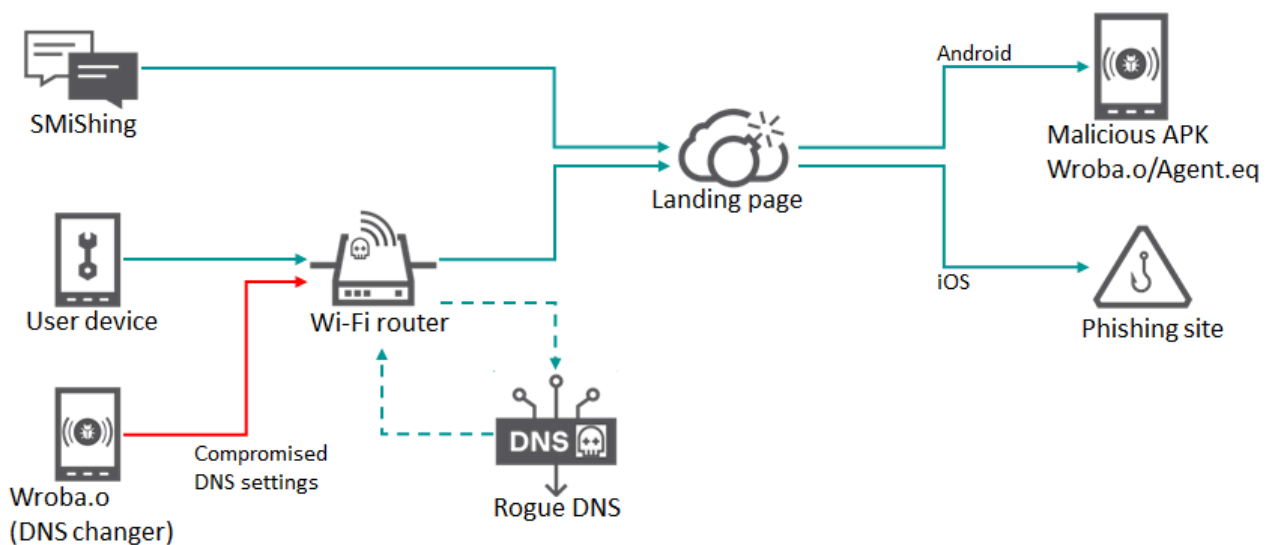 SMiShing
Android
Malicious APK
Wroba.o/Agent.eq
Landing page
User device
Wi-Fi router
iOS
Phishing site
DNS
Compromised
DNS settings
Rogue DNS
Wroba.o
(DNS changer)